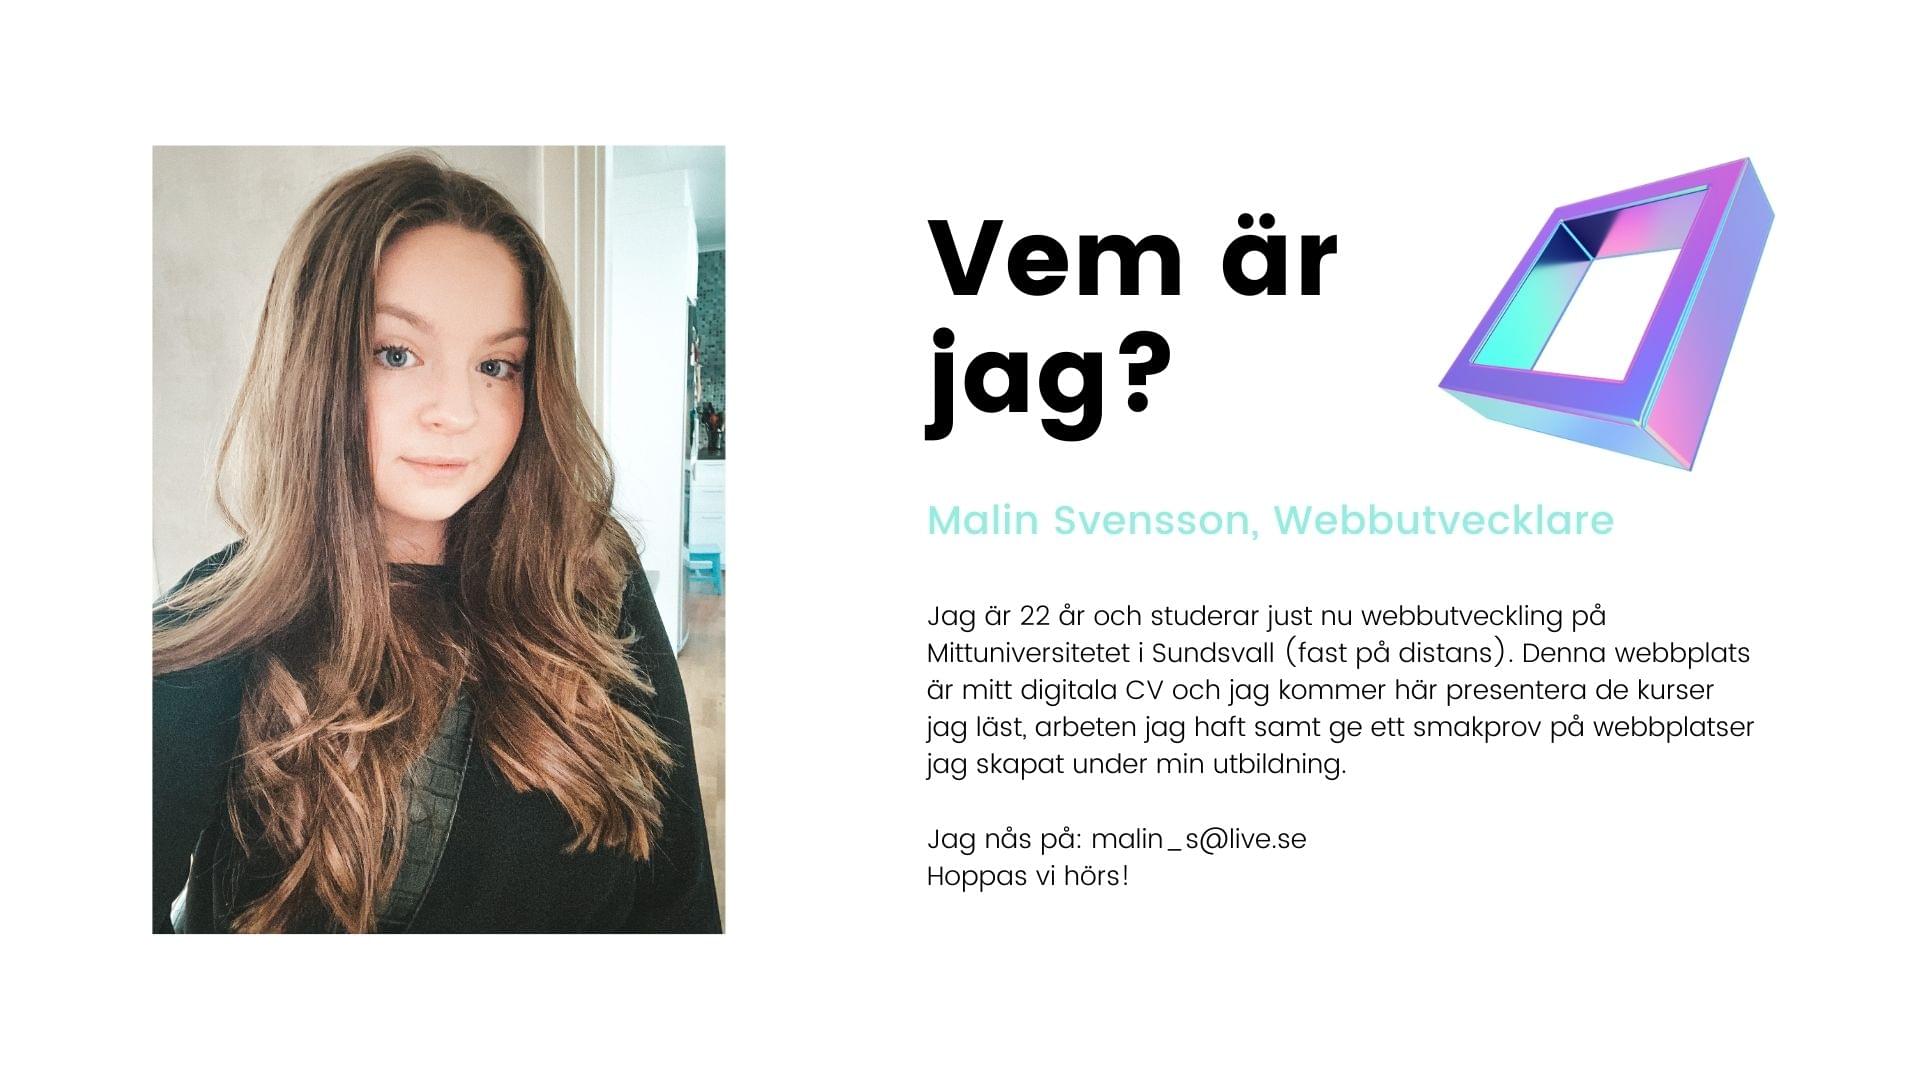 Vem är
jag?
Malin Svensson, Webbutvecklare
Jag är 22 år och studerar just nu webbutveckling på
Mittuniversitetet i Sundsvall (fast på distans). Denna webbplats
är mitt digitala CV och jag kommer här presentera de kurser
jag läst, arbeten jag haft samt ge ett smakprov på webbplatser
jag skapat under min utbildning.
Jag nås på: malin_s@live.se
Hoppas vi hörs!